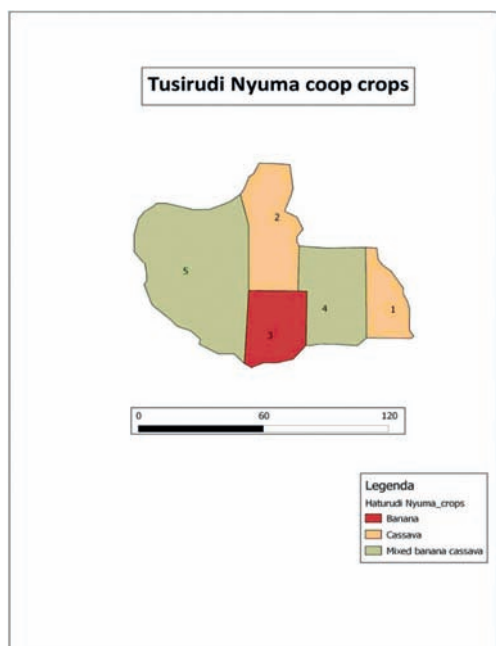 Tusirudi Nyuma coop crops
2
5
4
1
3
0 60 120
Legenda
Haturudi Nyuma_crops
Banana
Cassava
Mixed banana cassava